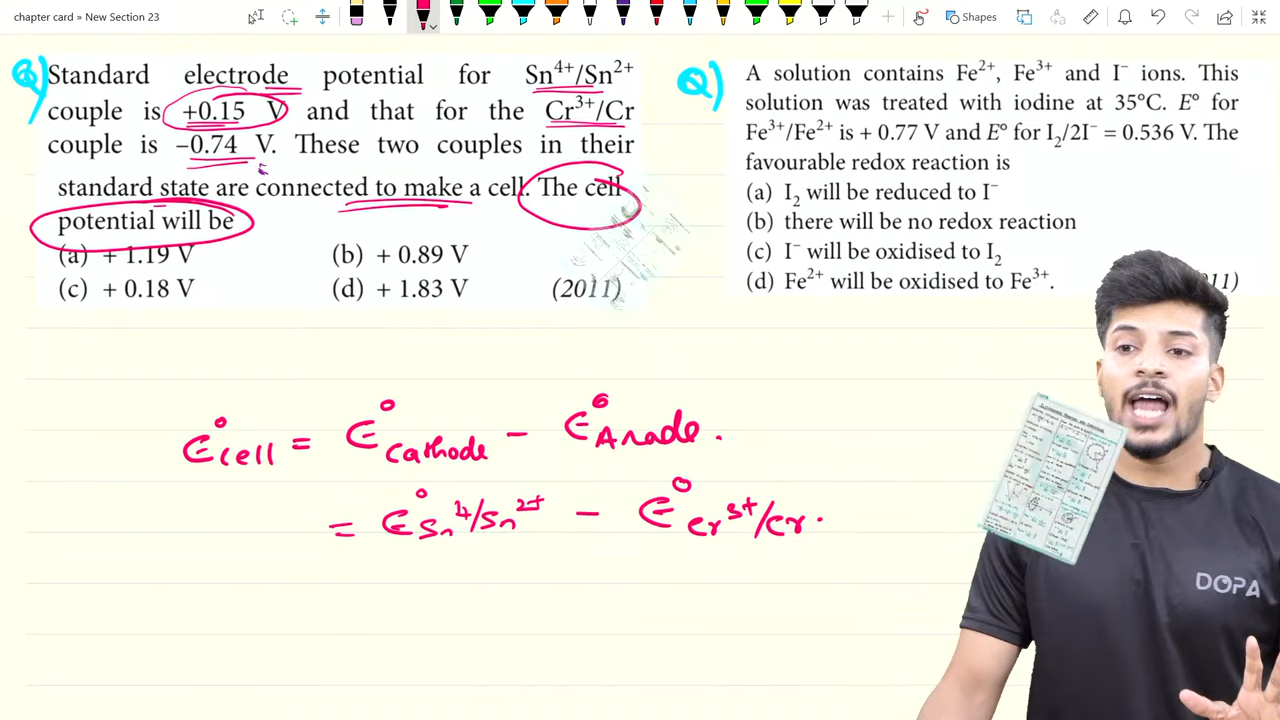 chapter card » New Section 23
Shapes
Q)
Standard electrode potential for Sn⁴⁺/Sn²⁺
couple is +0.15 V and that for the Cr³⁺/Cr
couple is –0.74 V. These two couples in their
standard state are connected to make a cell. The cell
potential will be
(a) + 1.19 V (b) + 0.89 V
(c) + 0.18 V (d) + 1.83 V (2011)
Q)
A solution contains Fe²⁺, Fe³⁺ and I⁻ ions. This
solution was treated with iodine at 35°C. E° for
Fe³⁺/Fe²⁺ is + 0.77 V and E° for I₂/2I⁻ = 0.536 V. The
favourable redox reaction is
(a) I₂ will be reduced to I⁻
(b) there will be no redox reaction
(c) I⁻ will be oxidised to I₂
(d) Fe²⁺ will be oxidised to Fe³⁺. 11)
E°cell = E°Cathode – E°Anode.
= E°Sn⁴/Sn²⁺ – E°Cr³⁺/Cr.
DOPA